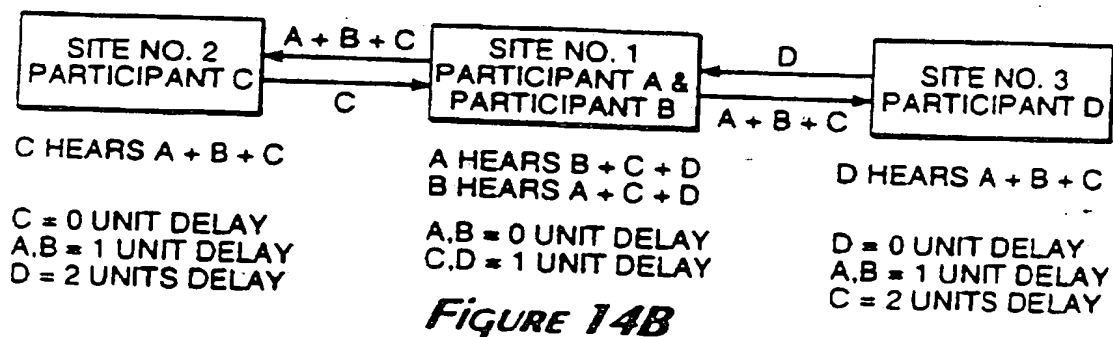 SITE NO. 2
PARTICIPANT C
A + B + C
C
SITE NO. 1
PARTICIPANT A &
PARTICIPANT B
D
A + B + C
SITE NO. 3
PARTICIPANT D
C HEARS A + B + C
C = 0 UNIT DELAY
A,B = 1 UNIT DELAY
D = 2 UNITS DELAY
A HEARS B + C + D
B HEARS A + C + D
A,B = 0 UNIT DELAY
C,D = 1 UNIT DELAY
D HEARS A + B + C
D = 0 UNIT DELAY
A,B = 1 UNIT DELAY
C = 2 UNITS DELAY
FIGURE 14B